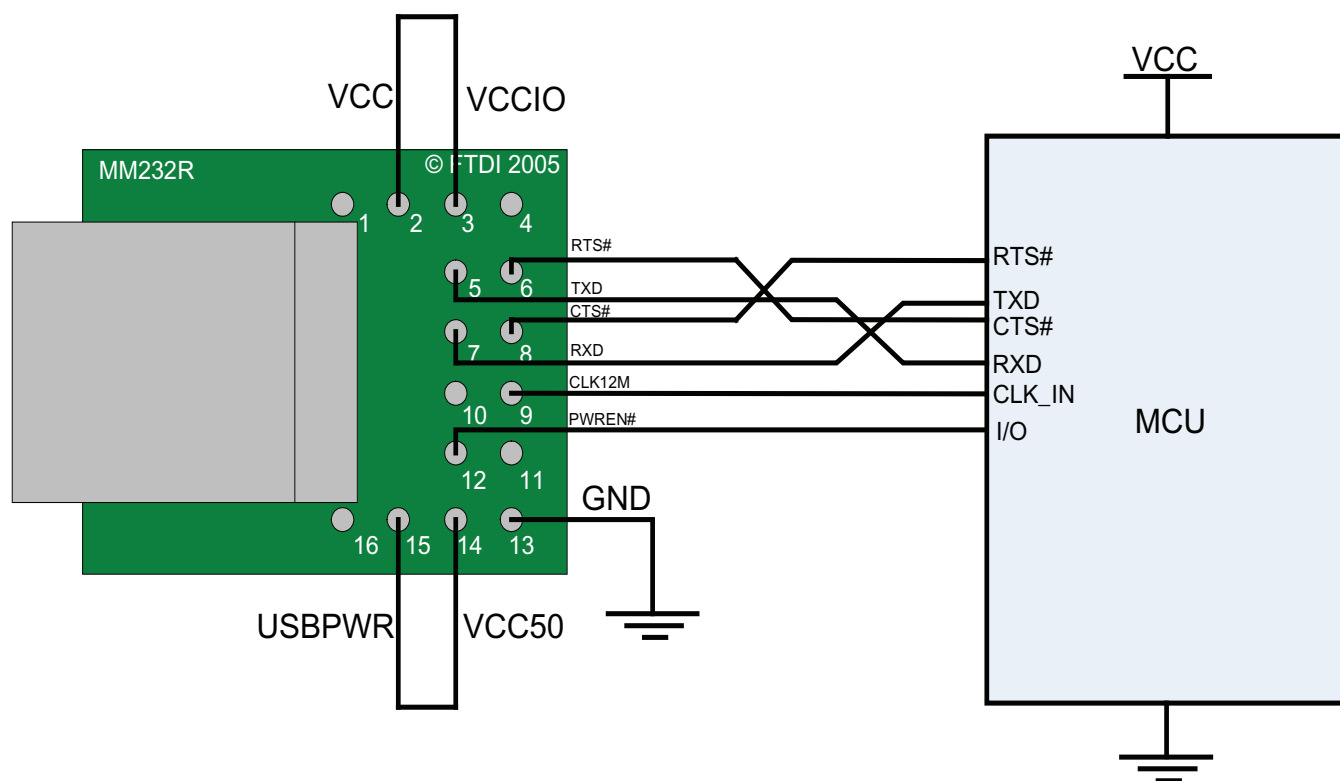 VCC
VCC
VCCIO
MM232R
© FTDI 2005
1
2
3
4
RTS#
RTS#
5
6
TXD
TXD
CTS#
CTS#
7
8
RXD
RXD
CLK12M
CLK_IN
10
9
PWREN#
I/O
MCU
12
11
GND
16
15
14
13
USBPWR
VCC50